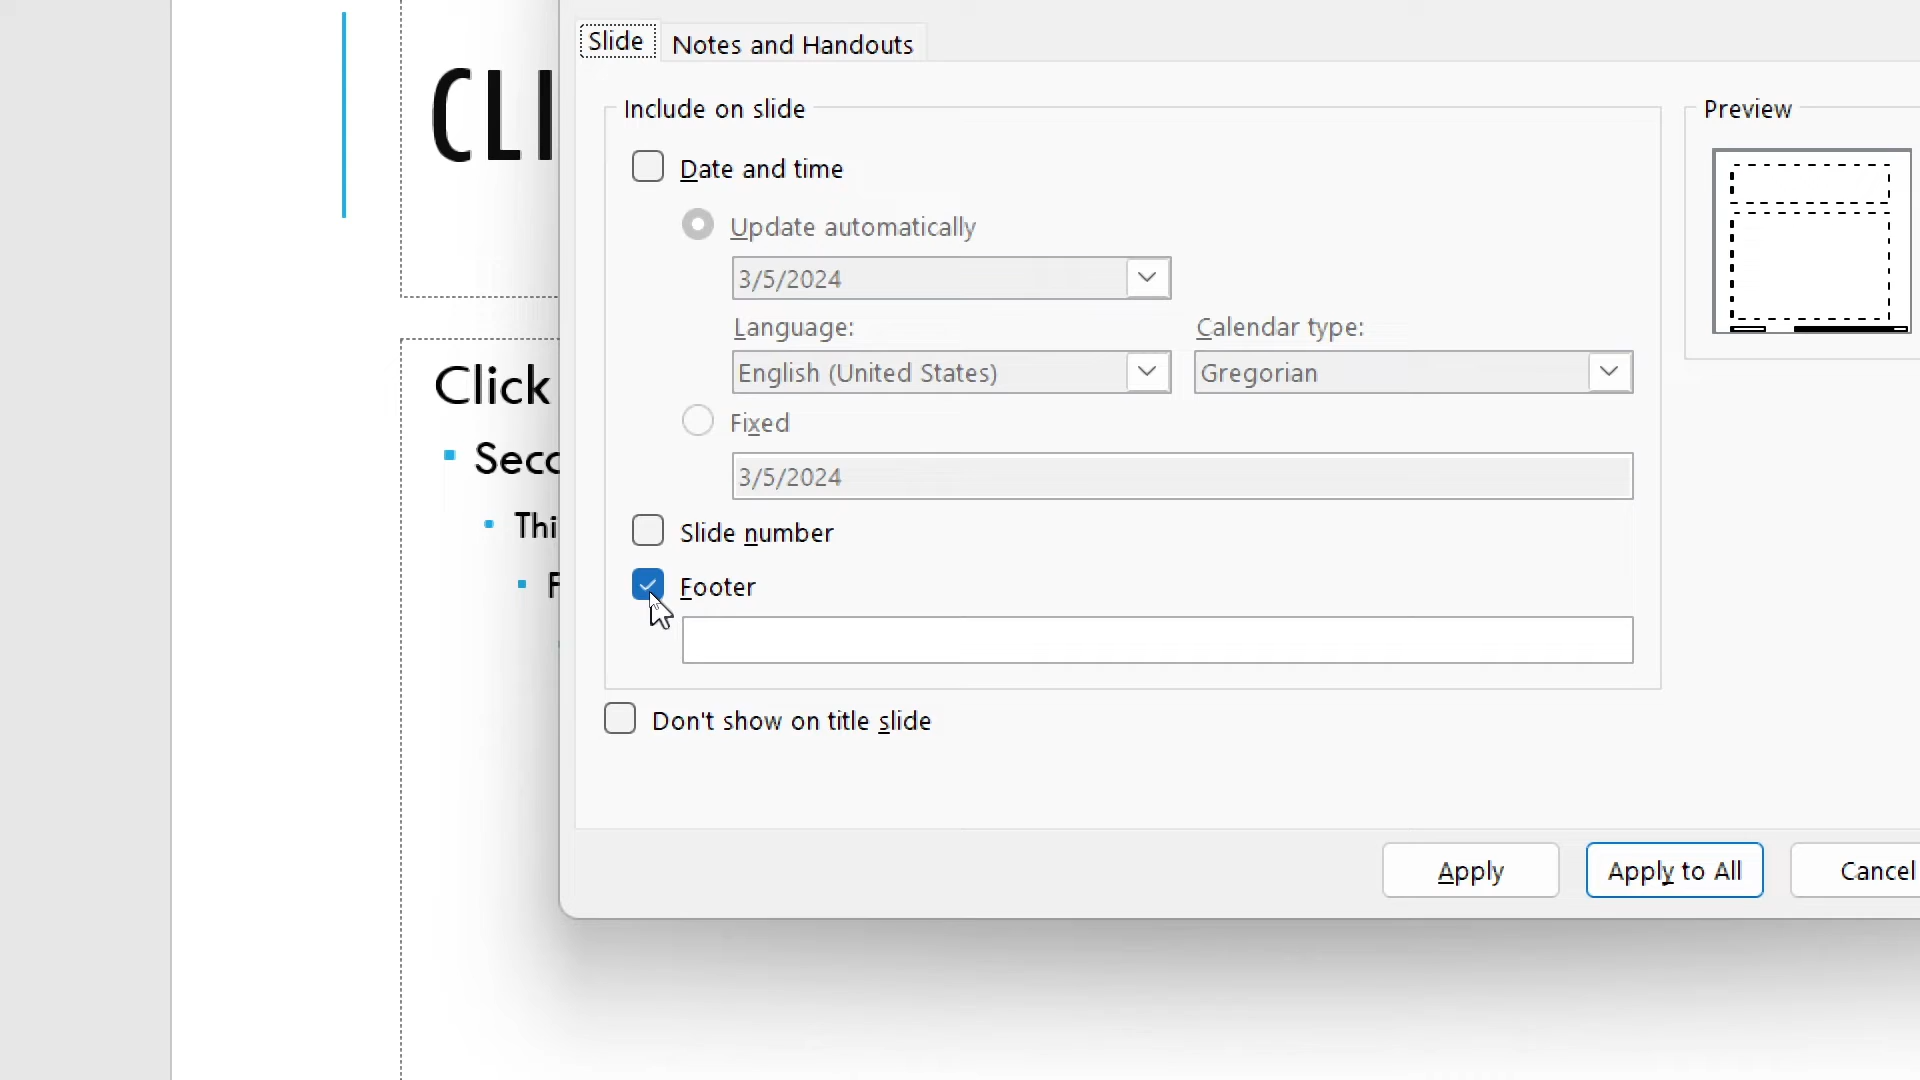 Slide
Notes and Handouts
Include on slide
Preview
Date and time
Update automatically
3/5/2024
Language:
Calendar type:
English (United States)
Gregorian
Fixed
3/5/2024
Slide number
Footer
Don't show on title slide
Apply
Apply to All
Cancel
CLI
Click
Seco
Thi
F